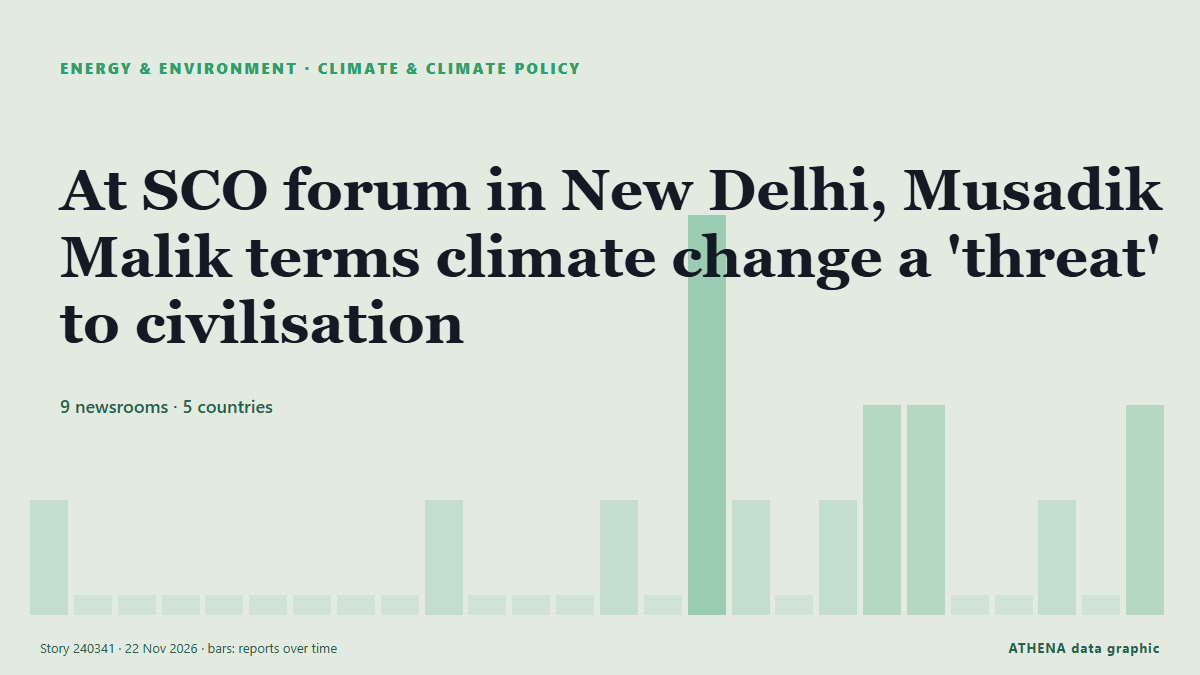 ENERGY & ENVIRONMENT · CLIMATE & CLIMATE POLICY
At SCO forum in New Delhi, Musadik
Malik terms climate change a 'threat'
to civilisation
9 newsrooms · 5 countries
Story 240341 · 22 Nov 2026 · bars: reports over time
ATHENA data graphic